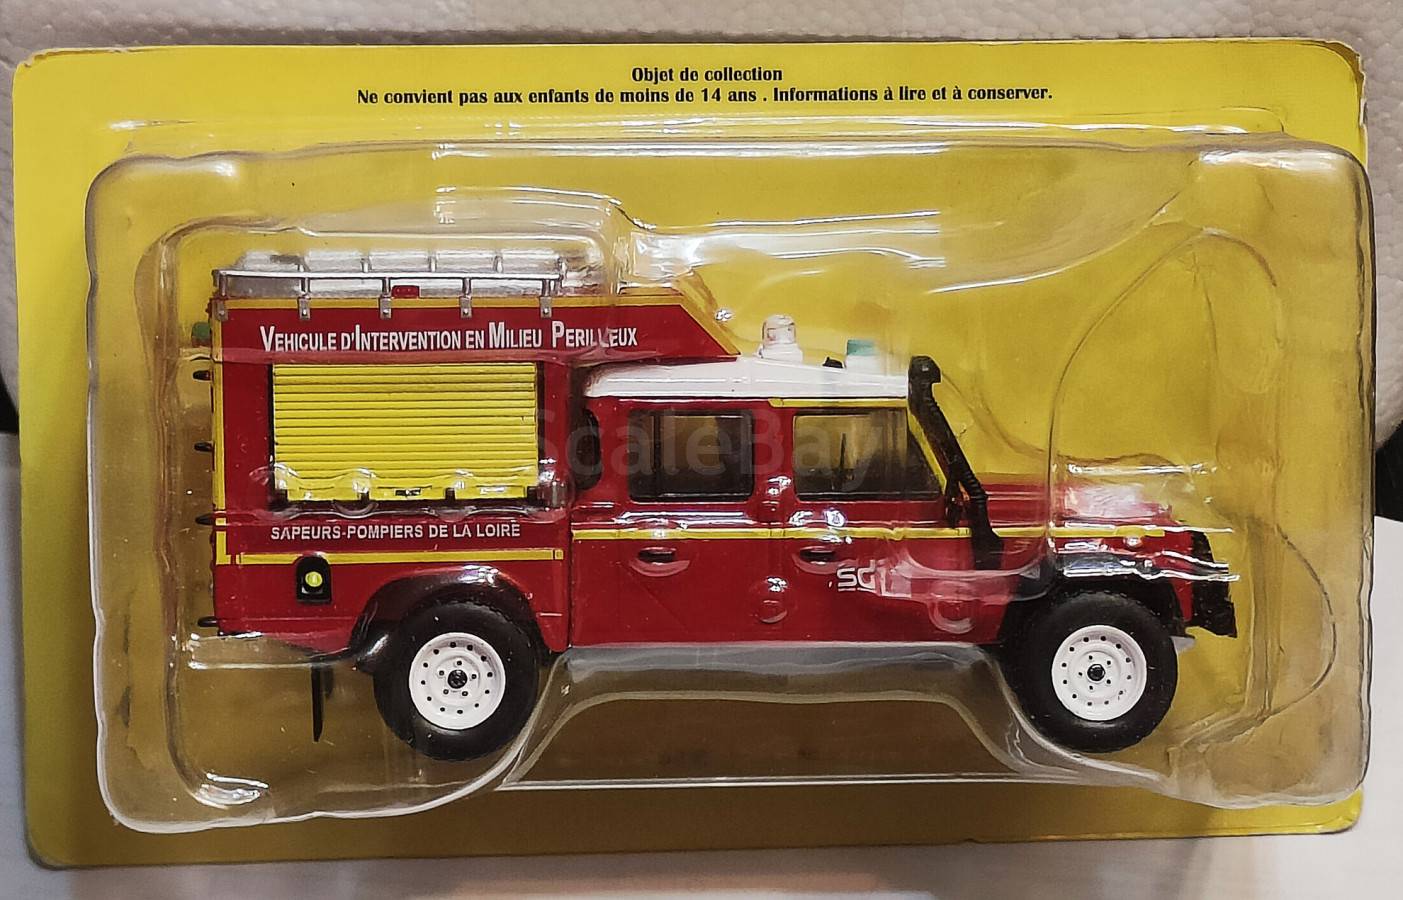 Objet de collection
Ne convient pas aux enfants de moins de 14 ans . Informations à lire et à conserver.
VEHICULE D'INTERVENTION EN MILIEU PERILLEUX
ScaleBay
SAPEURS-POMPIERS DE LA LOIRE